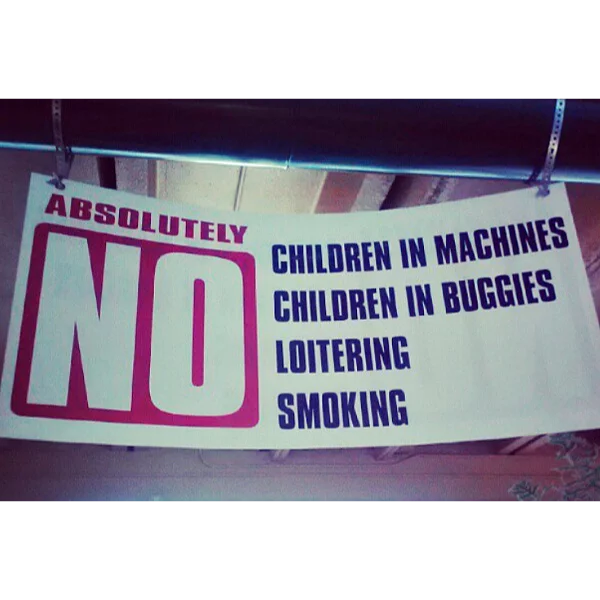 ABSOLUTELY
NO
CHILDREN IN MACHINES
CHILDREN IN BUGGIES
LOITERING
SMOKING